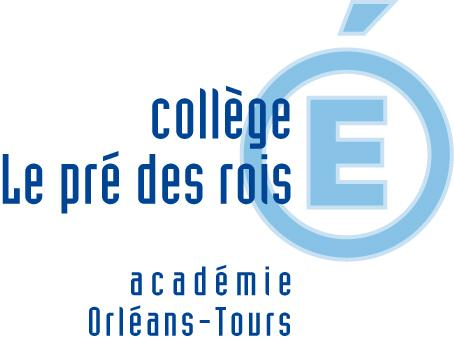 collège
Le pré des rois
É
académie
Orléans-Tours